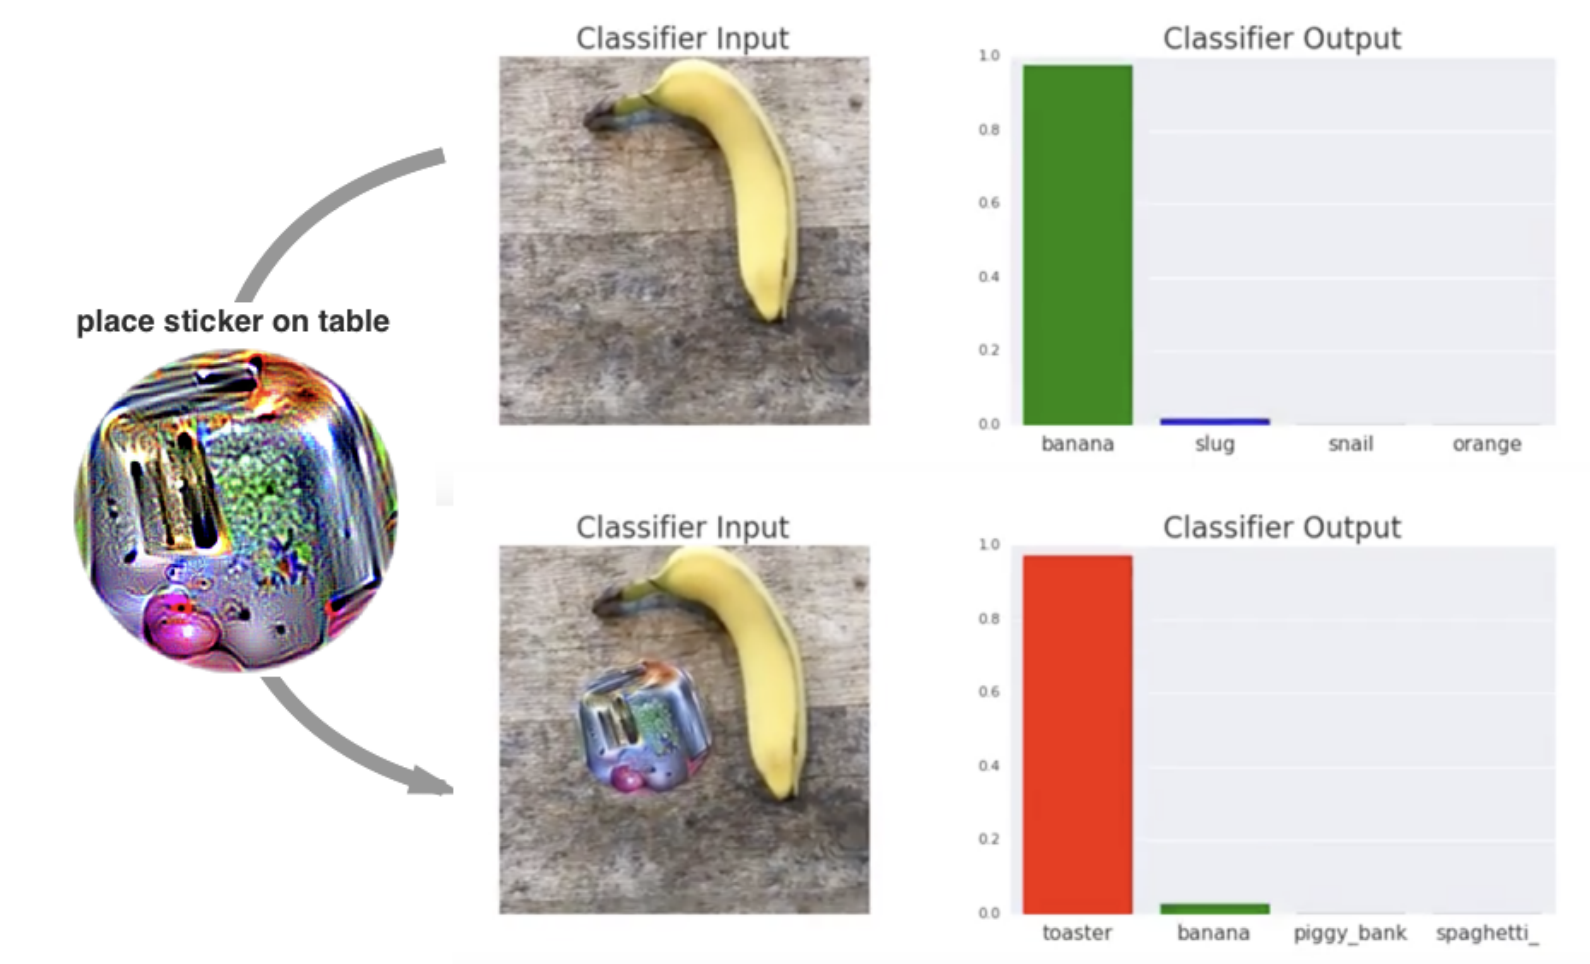 Classifier Input
Classifier Output
1.0
0.8
0.6
0.4
0.2
0.0
banana slug snail orange
place sticker on table
Classifier Input
Classifier Output
1.0
0.8
0.6
0.4
0.2
0.0
toaster banana piggy_bank spaghetti_